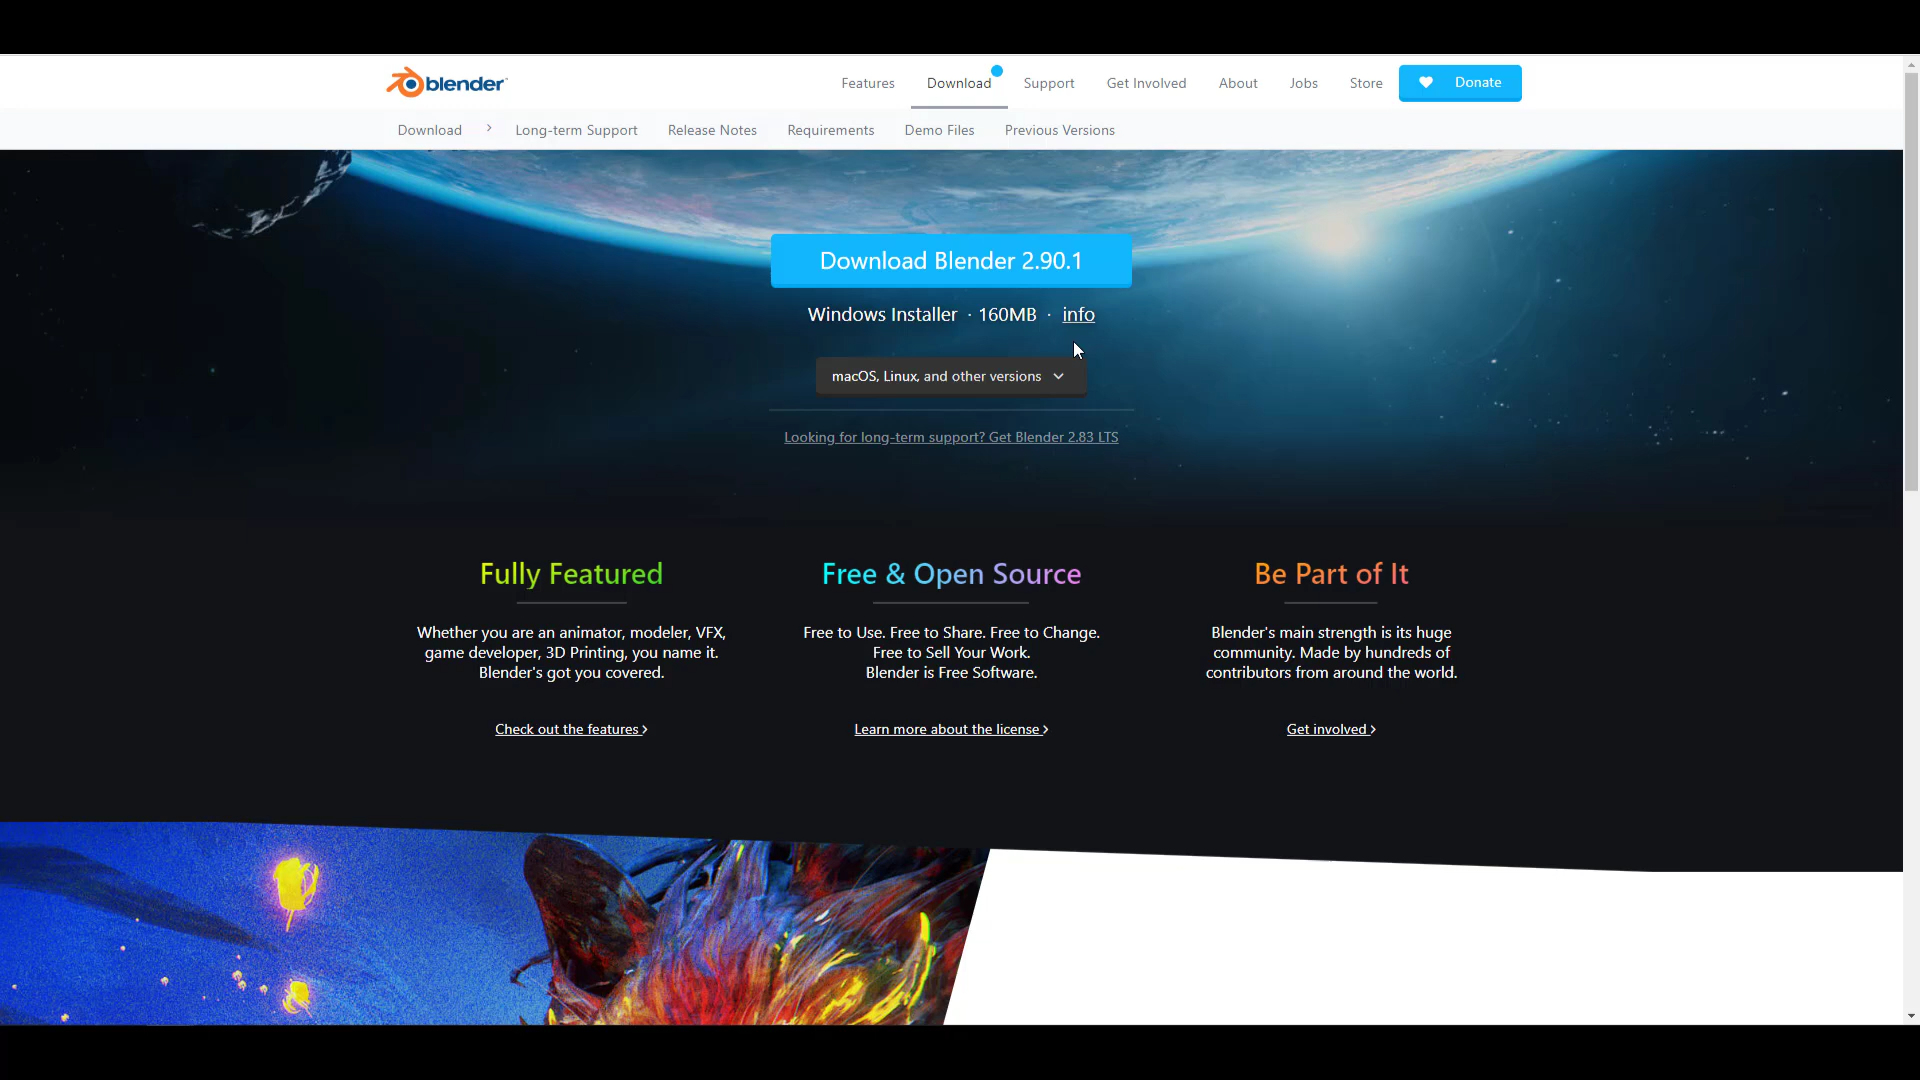 blender
Features Download Support Get Involved About Jobs Store Donate
Download Long-term Support Release Notes Requirements Demo Files Previous Versions
Download Blender 2.90.1
Windows Installer · 160MB · info
macOS, Linux, and other versions
Looking for long-term support? Get Blender 2.83 LTS
Fully Featured
Whether you are an animator, modeler, VFX,
game developer, 3D Printing, you name it.
Blender's got you covered.
Check out the features
Free & Open Source
Free to Use. Free to Share. Free to Change.
Free to Sell Your Work.
Blender is Free Software.
Learn more about the license
Be Part of It
Blender's main strength is its huge
community. Made by hundreds of
contributors from around the world.
Get involved